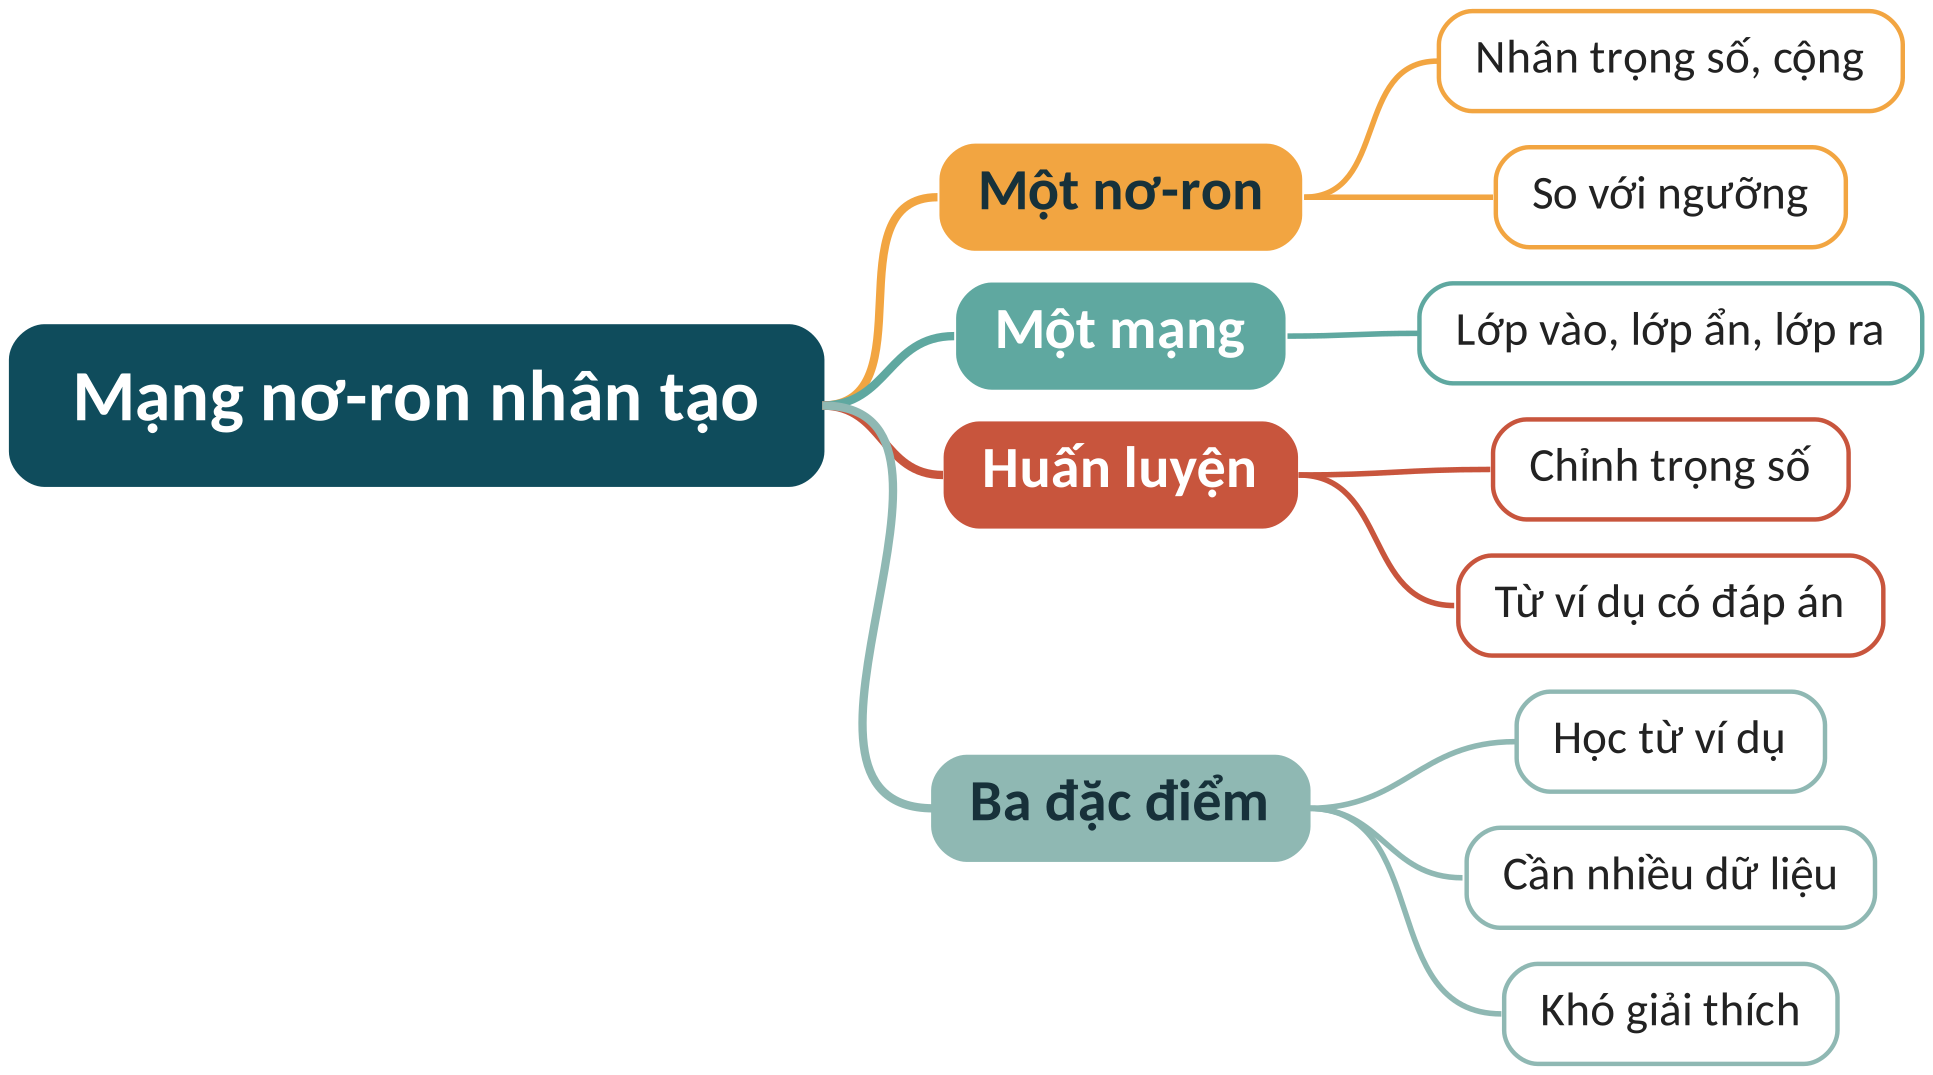 Mạng nơ-ron nhân tạo
Một nơ-ron
Nhân trọng số, cộng
So với ngưỡng
Một mạng
Lớp vào, lớp ẩn, lớp ra
Huấn luyện
Chỉnh trọng số
Từ ví dụ có đáp án
Ba đặc điểm
Học từ ví dụ
Cần nhiều dữ liệu
Khó giải thích